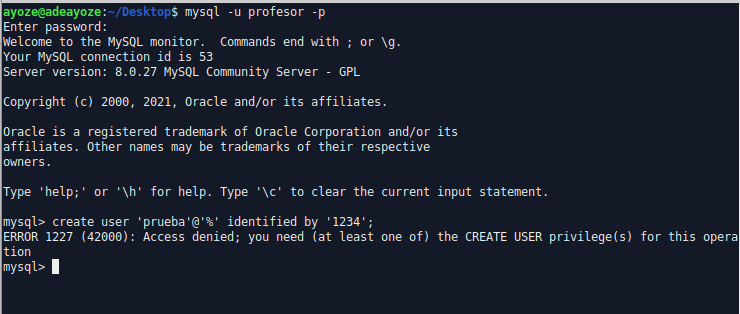 ayoze@adeayoze:~/Desktop$ mysql -u profesor -p
Enter password:
Welcome to the MySQL monitor.  Commands end with ; or \g.
Your MySQL connection id is 53
Server version: 8.0.27 MySQL Community Server - GPL

Copyright (c) 2000, 2021, Oracle and/or its affiliates.

Oracle is a registered trademark of Oracle Corporation and/or its
affiliates. Other names may be trademarks of their respective
owners.

Type 'help;' or '\h' for help. Type '\c' to clear the current input statement.

mysql> create user 'prueba'@'%' identified by '1234';
ERROR 1227 (42000): Access denied; you need (at least one of) the CREATE USER privilege(s) for this opera
tion
mysql>